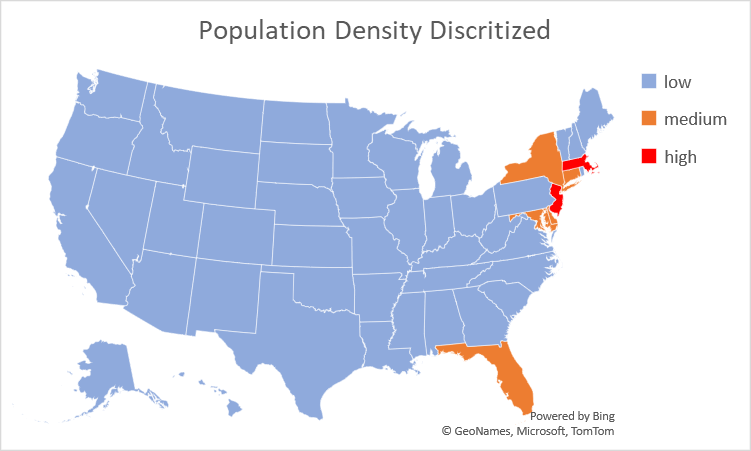 Population Density Discritized
low
medium
high
Powered by Bing
© GeoNames, Microsoft, TomTom